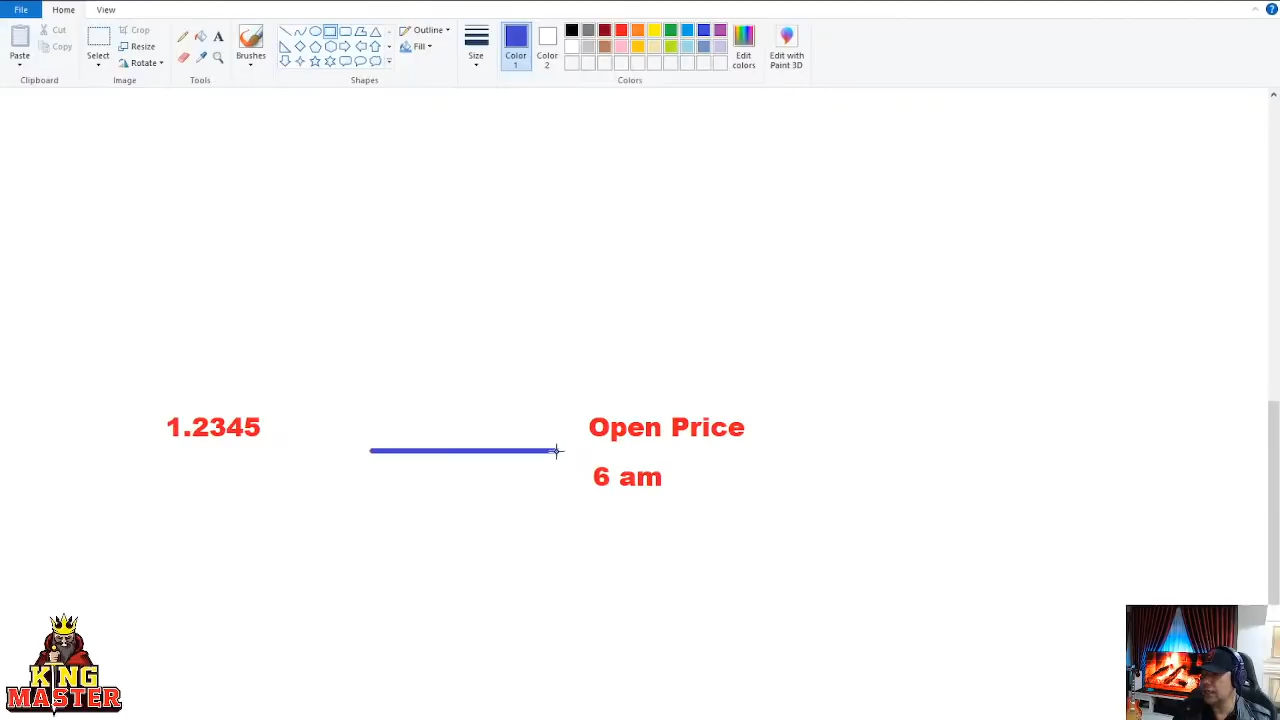 File Home View
Paste Cut Copy Clipboard
Select Crop Resize Rotate Image
Tools
Brushes
Outline Fill Shapes
Size
Color 1
Color 2
Edit colors
Colors
Edit with Paint 3D
1.2345
Open Price
6 am
KING
MASTER